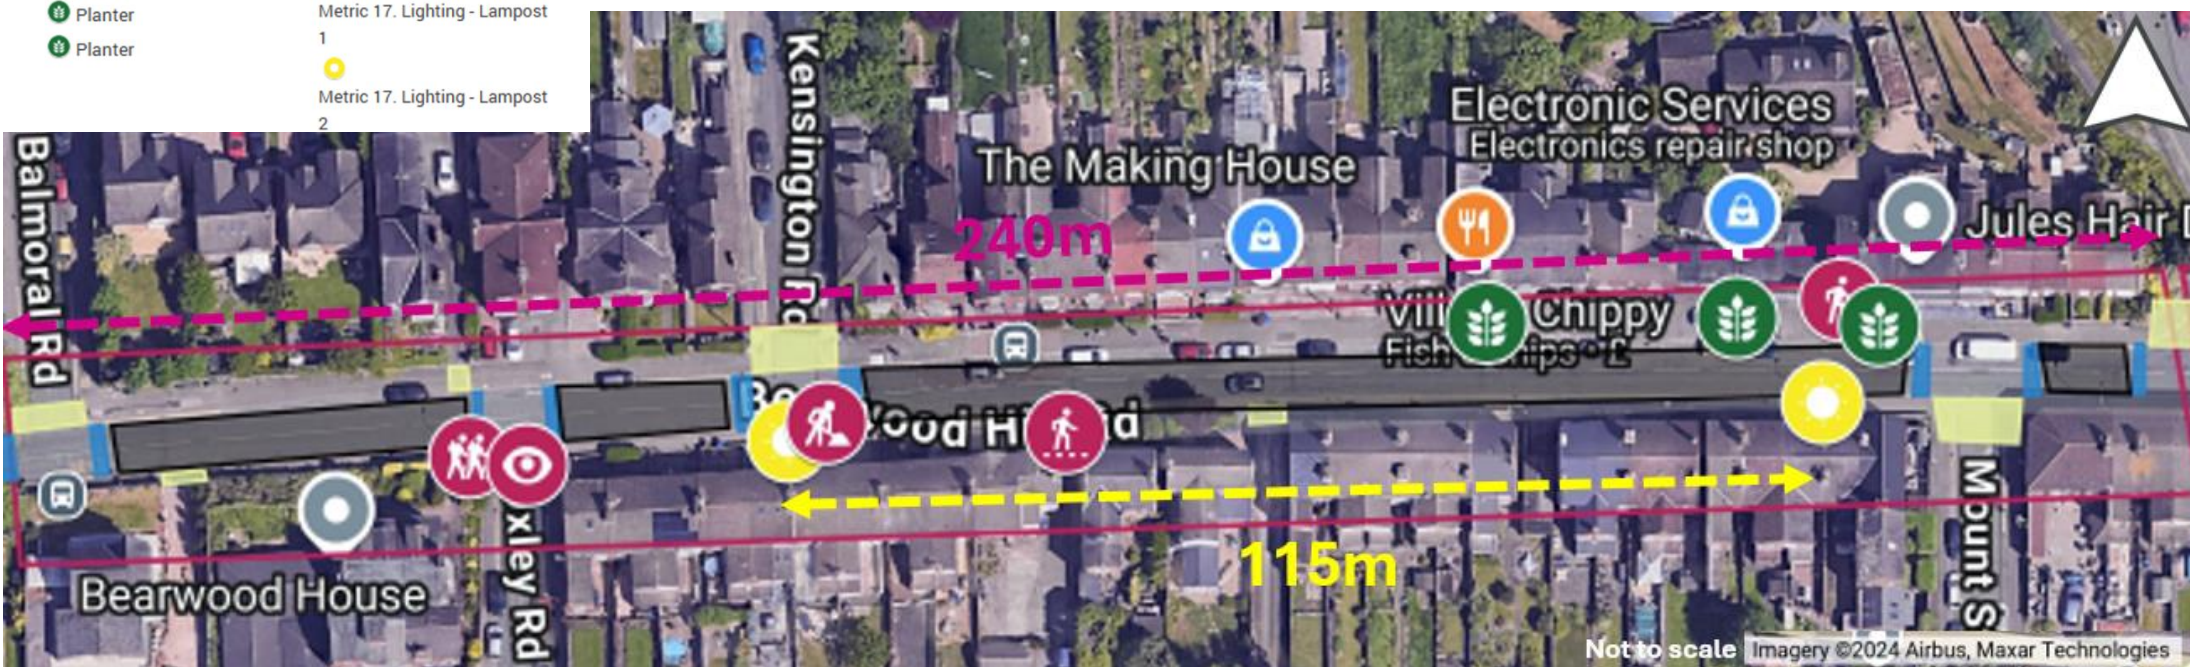 Planter
Planter
Metric 17. Lighting - Lampost
1
Metric 17. Lighting - Lampost
2
Balmoral Rd
Kensington Rd
The Making House
Electronic Services
Electronics repair shop
240m
Jules Hair D
Chippy
Fish
Rd
Bearwood House
xley Rd
115m
Mount S
Not to scale
Imagery ©2024 Airbus, Maxar Technologies